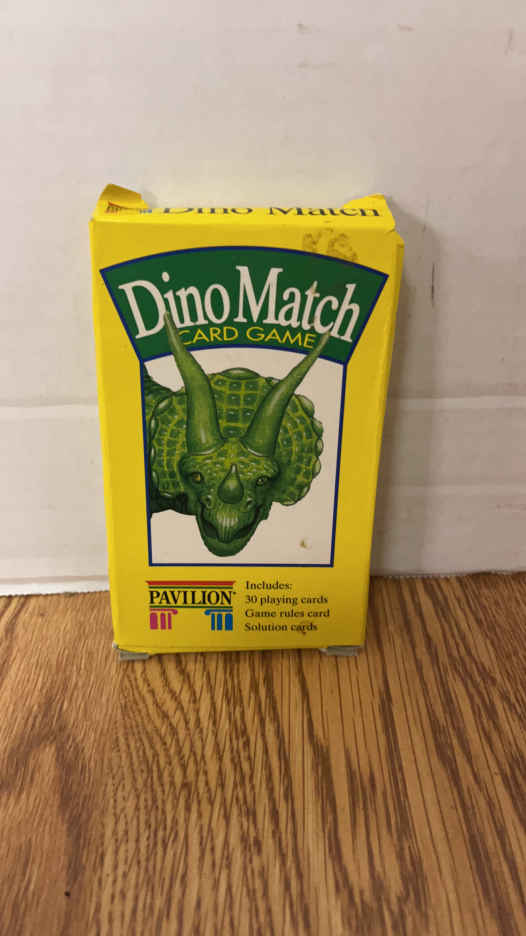 Dino Match
Dino Match
CARD GAME
PAVILION
Includes:
30 playing cards
Game rules card
Solution cards